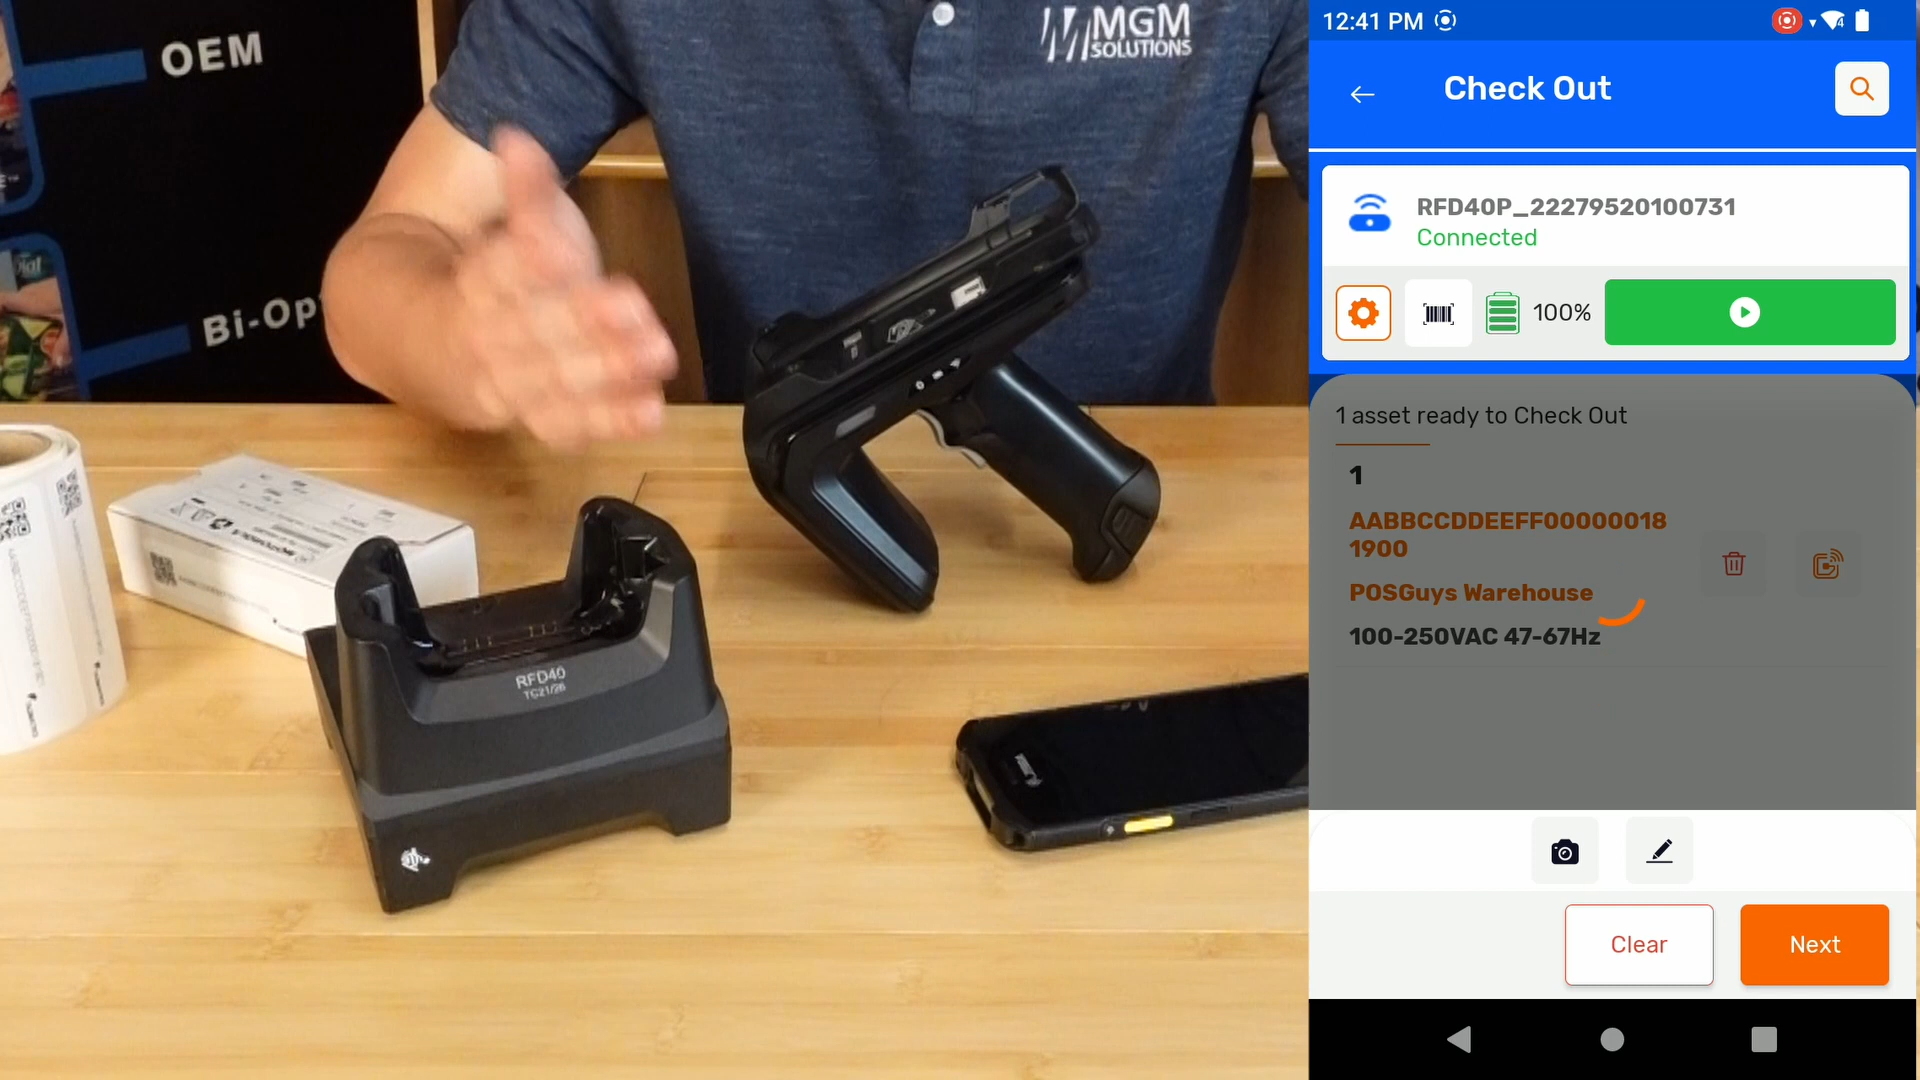 OEM
Bi-Op
MGM
SOLUTIONS
RFD40
TC21/26
12:41 PM
Check Out
RFD40P_22279520100731
Connected
100%
1 asset ready to Check Out
1
AABBCCDDEEFF00000018
1900
POSGuys Warehouse
100-250VAC 47-67Hz
Clear
Next